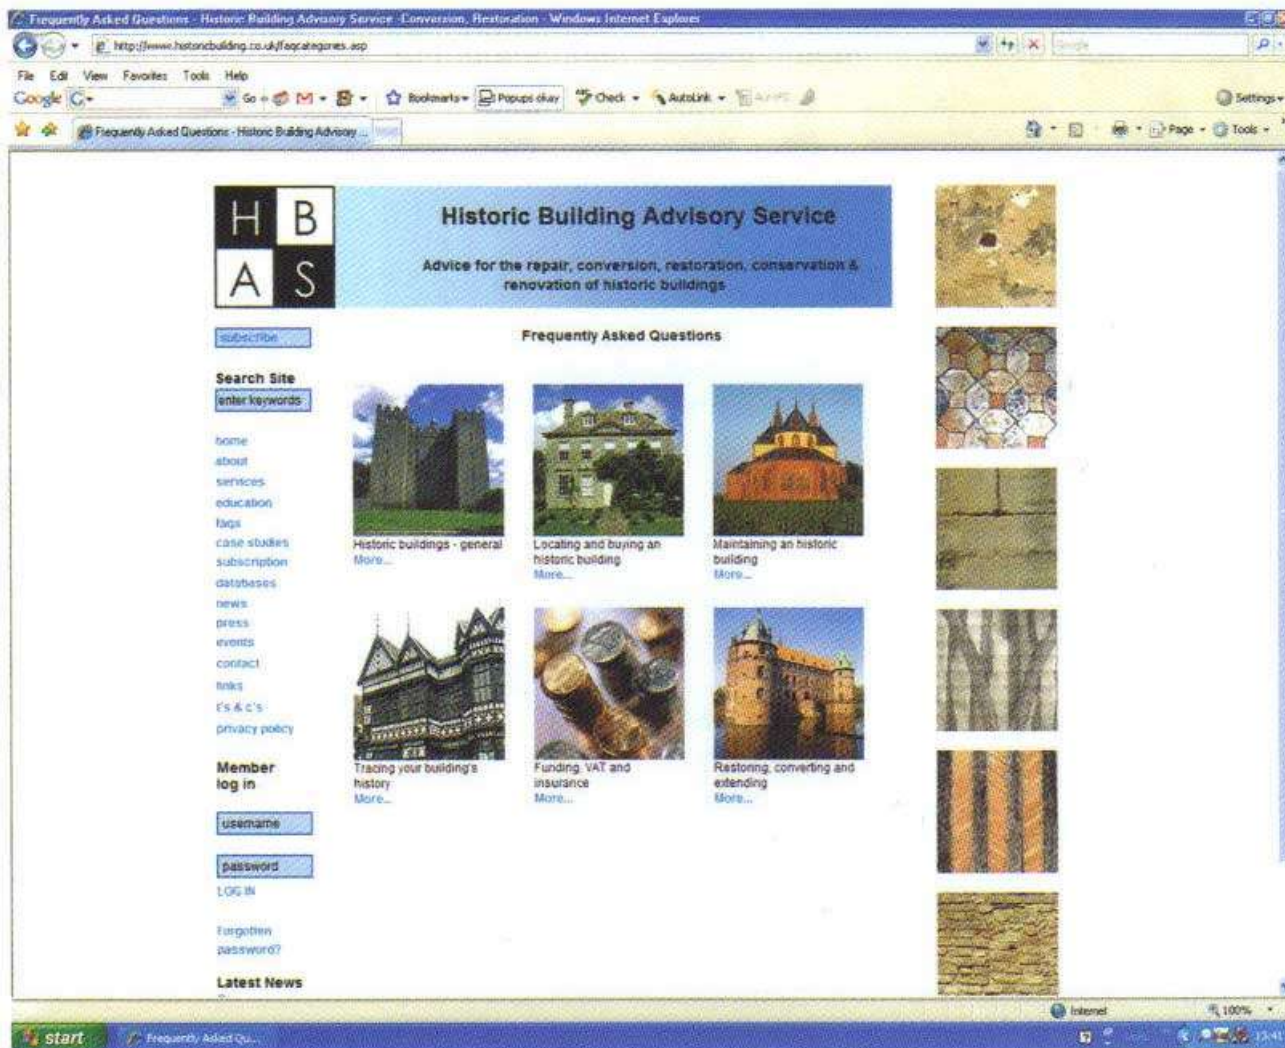 Frequently Asked Questions - Historic Building Advisory Service -Conversion, Restoration - Windows Internet Explorer
http://www.historicbuilding.co.uk/faqcategories.asp
Google
File Edit View Favorites Tools Help
Google
Go
Bookmarks
Popups okay
Check
AutoLink
Settings
Frequently Asked Questions - Historic Building Advisory ...
Page
Tools
H B
A S
Historic Building Advisory Service
Advice for the repair, conversion, restoration, conservation &
renovation of historic buildings
subscribe
Frequently Asked Questions
Search Site
enter keywords
home
about
services
education
faqs
case studies
subscription
databases
news
press
events
contact
links
t's & c's
privacy policy
Historic buildings - general
More...
Locating and buying an
historic building
More...
Maintaining an historic
building
More...
Tracing your building's
history
More...
Funding, VAT and
insurance
More...
Restoring, converting and
extending
More...
Member
log in
username
password
LOG IN
Forgotten
password?
Latest News
Internet
100%
start
Frequently Asked Qu...
13:41